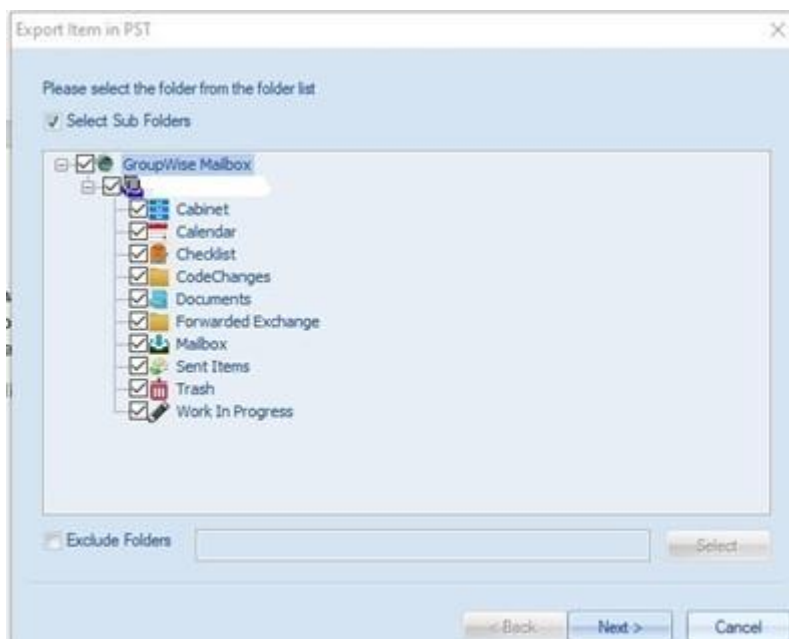 Export Item in PST
Please select the folder from the folder list
Select Sub Folders
GroupWise Mailbox
Cabinet
Calendar
Checklist
CodeChanges
Documents
Forwarded Exchange
Mailbox
Sent Items
Trash
Work In Progress
Exclude Folders
Select
< Back
Next >
Cancel